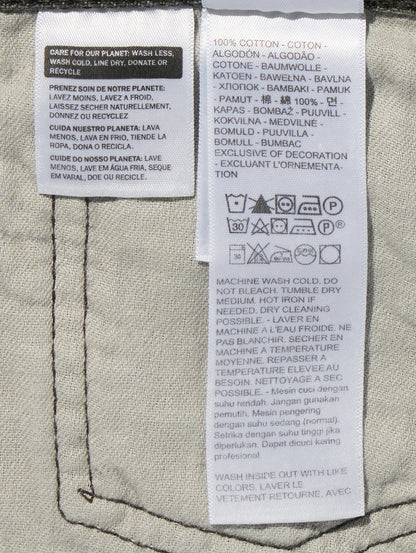 CARE FOR OUR PLANET: WASH LESS,
WASH COLD, LINE DRY, DONATE OR
RECYCLE
PRENEZ SOIN DE NOTRE PLANETE:
LAVEZ MOINS, LAVEZ A FROID,
LAISSEZ SECHER NATURELLEMENT,
DONNEZ OU RECYCLEZ
CUIDA NUESTRO PLANETA: LAVA
MENOS, LAVA EN FRIO, TIENDE LA
ROPA, DONA O RECICLA.
CUIDE DO NOSSO PLANETA: LAVE
MENOS, LAVE EM ÁGUA FRIA, SEQUE
EM VARAL, DOE OU RECICLE.
100% COTTON - COTON -
ALGODÓN - ALGODÃO -
COTONE - BAUMWOLLE -
KATOEN - BAWEŁNA - BAVLNA
- ХЛОПОК - BAMBAKI - PAMUK
- PAMUT - 棉 - 綿 100% - 면 -
KAPAS - BOMBAŽ - PUUVILL -
KOKVILNA - MEDVILNĖ -
BOMULD - PUUVILLA -
BOMULL - BUMBAC
EXCLUSIVE OF DECORATION
- EXCLUANT L'ORNEMENTA-
TION
P
30 P ®
30
MACHINE WASH COLD. DO
NOT BLEACH. TUMBLE DRY
MEDIUM. HOT IRON IF
NEEDED. DRY CLEANING
POSSIBLE. - LAVER EN
MACHINE A L'EAU FROIDE. NE
PAS BLANCHIR. SECHER EN
MACHINE A TEMPERATURE
MOYENNE. REPASSER A
TEMPERATURE ELEVEE AU
BESOIN. NETTOYAGE A SEC
POSSIBLE. - Mesin cuci dengan
suhu rendah. Jangan gunakan
pemutih. Mesin pengering
dengan suhu sedang (normal).
Setrika dengan suhu tinggi jika
diperlukan. Dapat dicuci kering
profesional.
WASH INSIDE OUT WITH LIKE
COLORS. LAVER LE
VETEMENT RETOURNE, AVEC